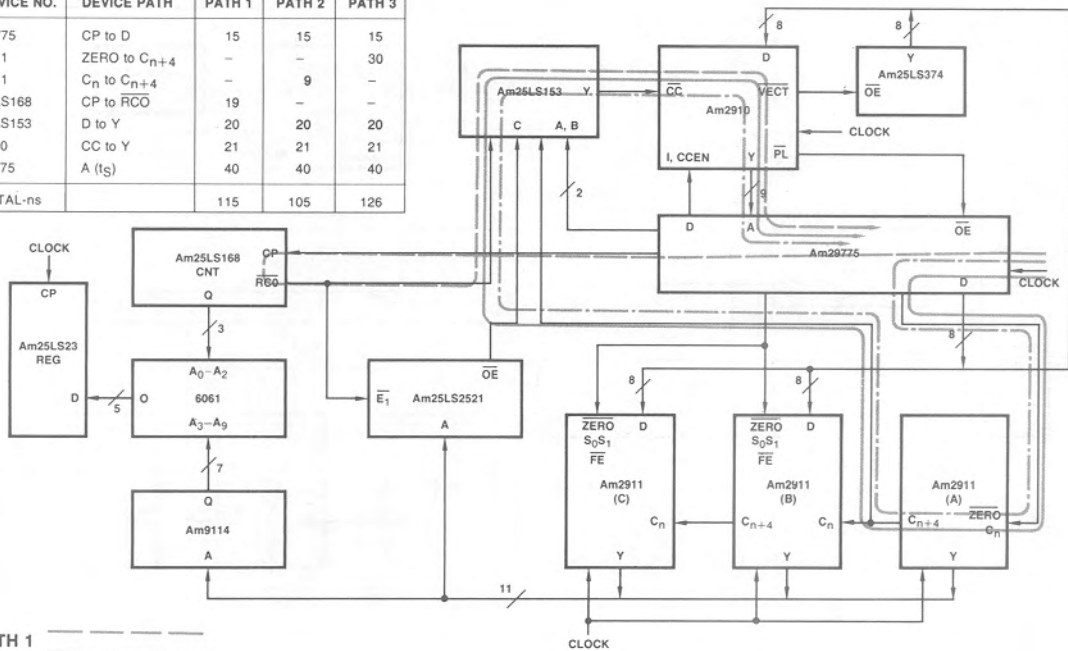 VICE NO. DEVICE PATH PATH 1 PATH 2 PATH 3
75 CP to D 15 15 15
1 ZERO to Cn+4 – – 30
1 Cn to Cn+4 – 9 –
S168 CP to RCO 19 – –
S153 D to Y 20 20 20
0 CC to Y 21 21 21
75 A (tS) 40 40 40
TAL-ns 115 105 126
8
8
D
Y
Am25LS374
OE
Am25LS153 Y
CC VECT
Am2910
C A, B
CLOCK
I, CCEN Y PL
2
9
D A OE
Am29775
D
CLOCK
CLOCK
CP
Am25LS23
REG
D
Am25LS168
CNT
CP
RCO
Q
3
A0–A2
O 6061
A3–A9
5
7
Q
Am9114
A
OE
E1 Am25LS2521
A
8
8
8
ZERO D
S0S1
FE
Am2911
(C)
Cn
Y
ZERO D
S0S1
FE
Am2911
(B)
Cn+4 Cn
Y
Am2911
(A)
Cn+4 ZERO
Cn
Y
11
CLOCK
TH 1